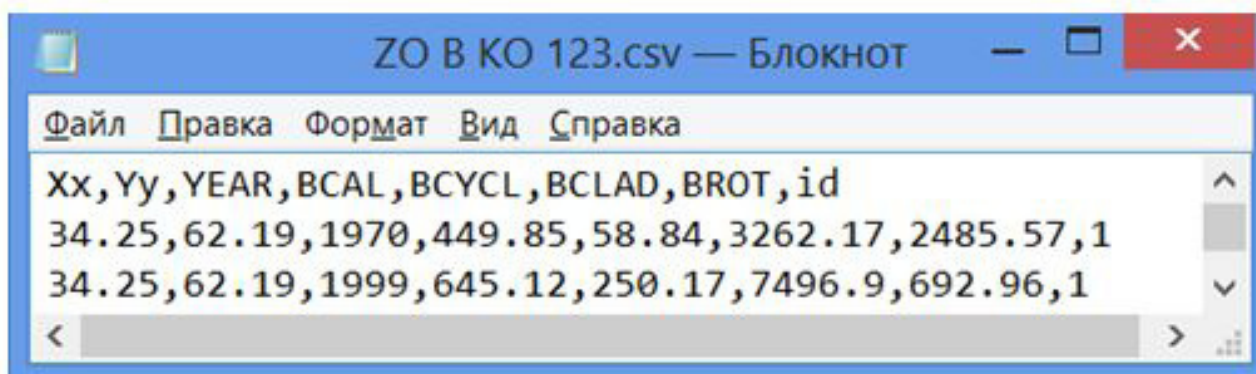 ZO B KO 123.csv — Блокнот
Файл Правка Формат Вид Справка
Xx,Yy,YEAR,BCAL,BCYCL,BCLAD,BROT,id
34.25,62.19,1970,449.85,58.84,3262.17,2485.57,1
34.25,62.19,1999,645.12,250.17,7496.9,692.96,1